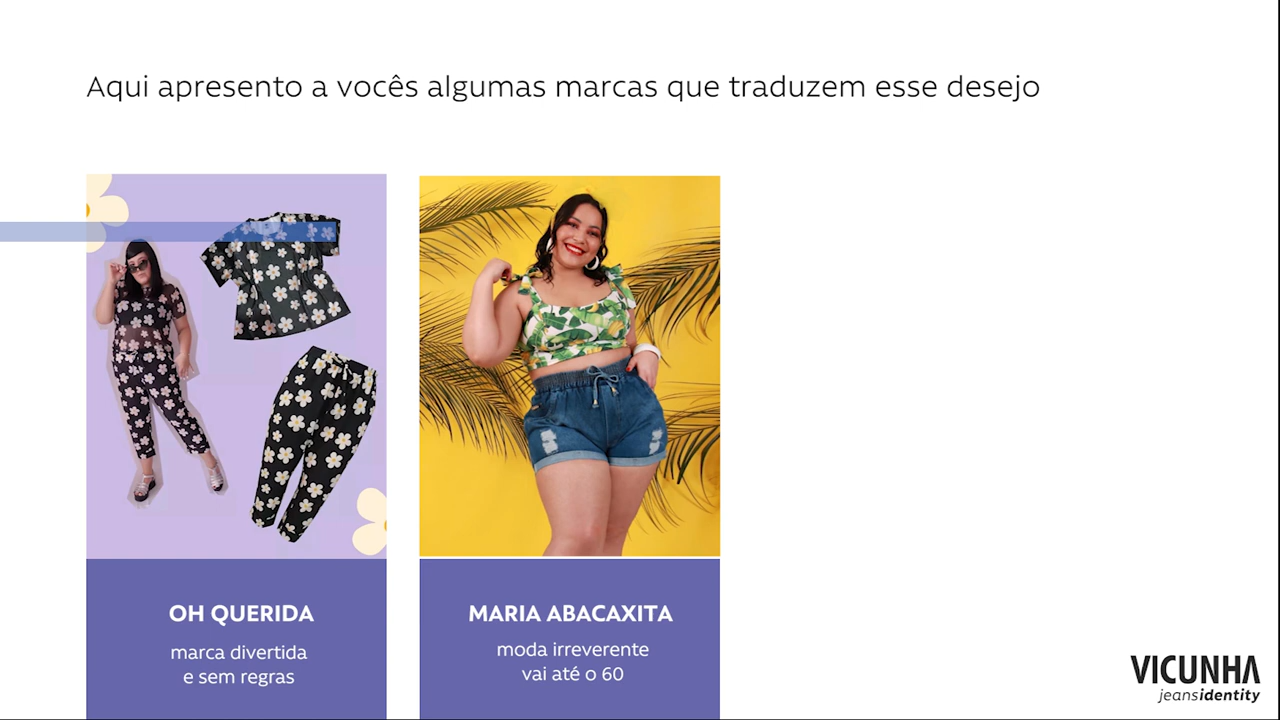 Aqui apresento a vocês algumas marcas que traduzem esse desejo
OH QUERIDA
marca divertida
e sem regras
MARIA ABACAXITA
moda irreverente
vai até o 60
VICUNHA
jeansidentity